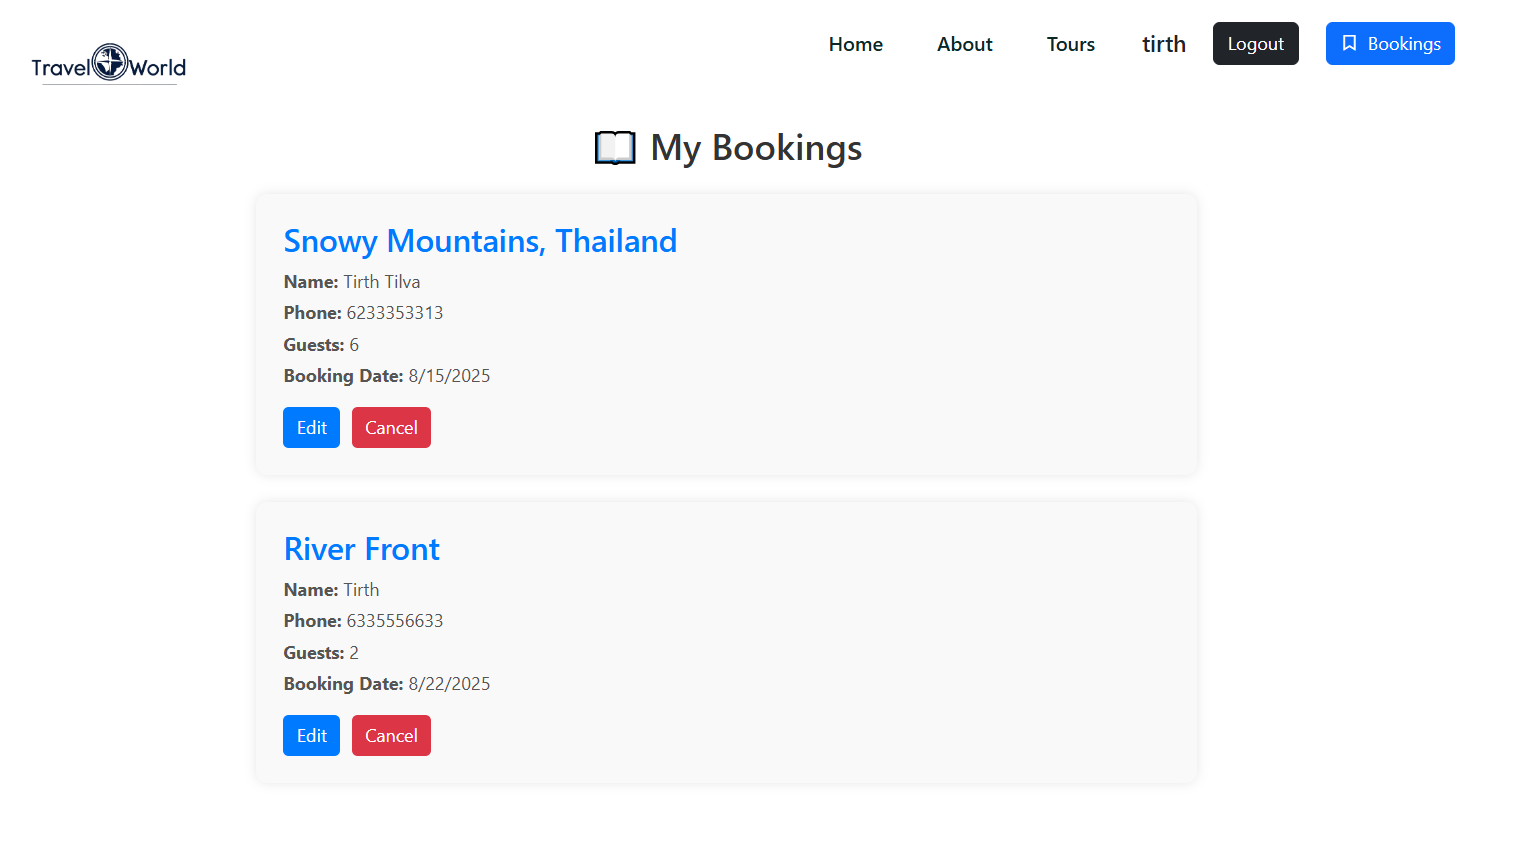 Travel World
Home About Tours tirth Logout Bookings
My Bookings
Snowy Mountains, Thailand
Name: Tirth Tilva
Phone: 6233353313
Guests: 6
Booking Date: 8/15/2025
Edit Cancel
River Front
Name: Tirth
Phone: 6335556633
Guests: 2
Booking Date: 8/22/2025
Edit Cancel